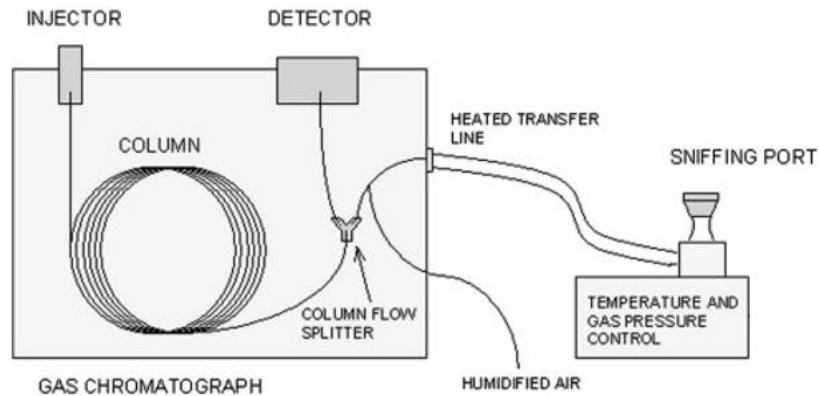 INJECTOR
DETECTOR
HEATED TRANSFER
LINE
COLUMN
SNIFFING PORT
COLUMN FLOW
SPLITTER
TEMPERATURE AND
GAS PRESSURE
CONTROL
GAS CHROMATOGRAPH
HUMIDIFIED AIR